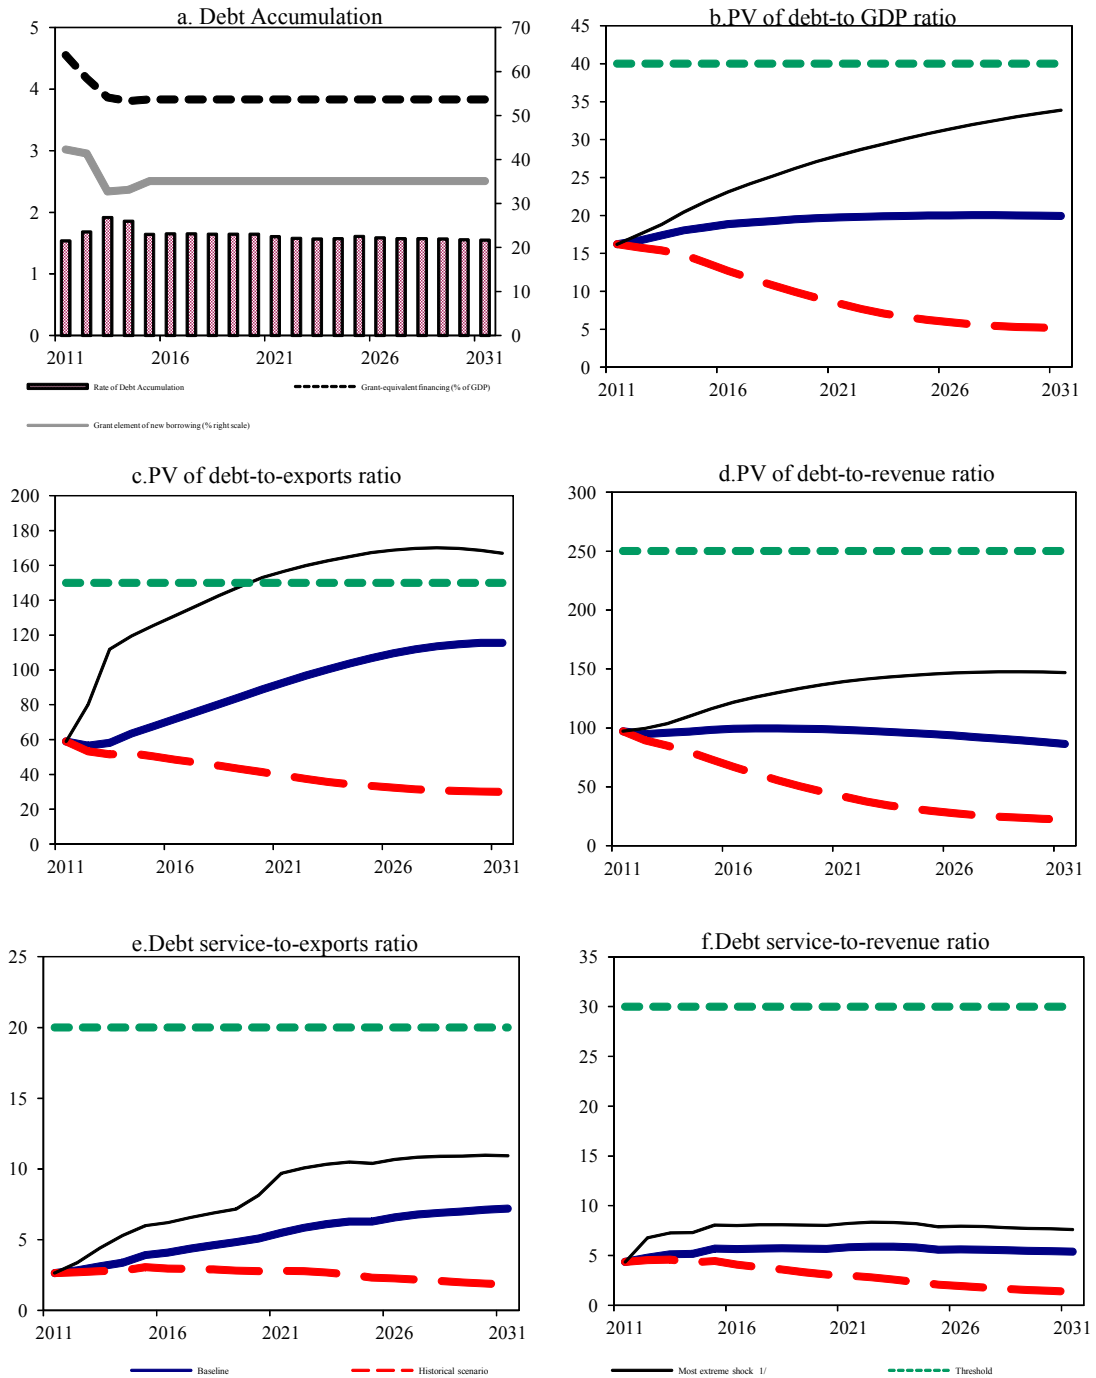 a. Debt Accumulation
5
4
3
2
1
0
70
60
50
40
30
20
10
0
2011 2016 2021 2026 2031
Rate of Debt Accumulation
Grant-equivalent financing (% of GDP)
Grant element of new borrowing (% right scale)
b.PV of debt-to GDP ratio
45
40
35
30
25
20
15
10
5
0
2011 2016 2021 2026 2031
c.PV of debt-to-exports ratio
200
180
160
140
120
100
80
60
40
20
0
2011 2016 2021 2026 2031
d.PV of debt-to-revenue ratio
300
250
200
150
100
50
0
2011 2016 2021 2026 2031
e.Debt service-to-exports ratio
25
20
15
10
5
0
2011 2016 2021 2026 2031
f.Debt service-to-revenue ratio
35
30
25
20
15
10
5
0
2011 2016 2021 2026 2031
Baseline
Historical scenario
Most extreme shock 1/
Threshold